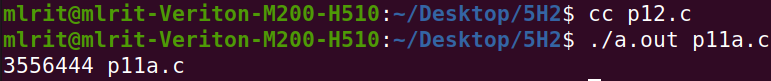 mlrit@mlrit-Veriton-M200-H510:~/Desktop/5H2$ cc p12.c
mlrit@mlrit-Veriton-M200-H510:~/Desktop/5H2$ ./a.out p11a.c
3556444 p11a.c